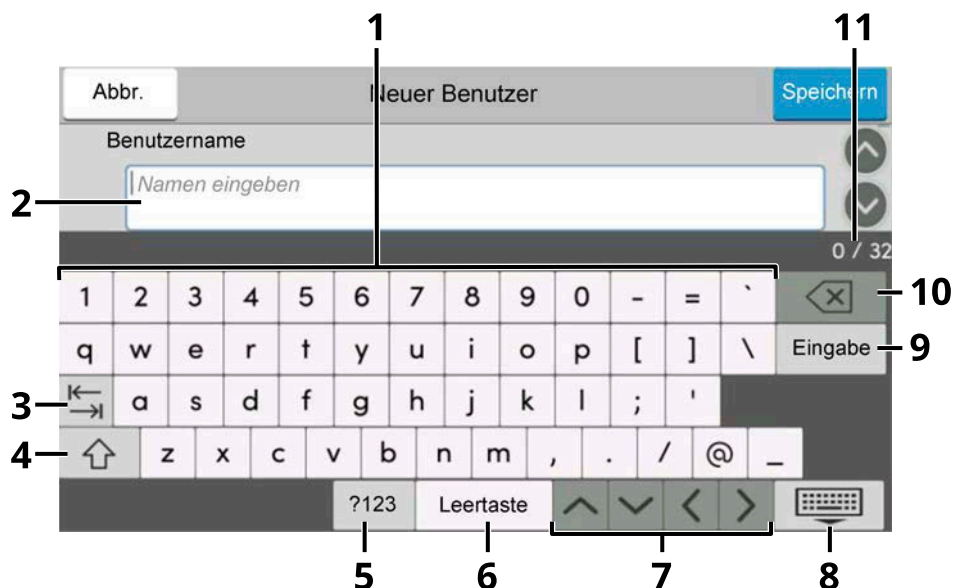 1 11
Abbr. Neuer Benutzer Speichern
Benutzername
2 Namen eingeben
0 / 32
1 2 3 4 5 6 7 8 9 0 - = ` 10
q w e r t y u i o p [ ] \ Eingabe 9
3 a s d f g h j k l ; '
4 z x c v b n m , . / @ _
?123 Leertaste
5 6 7 8